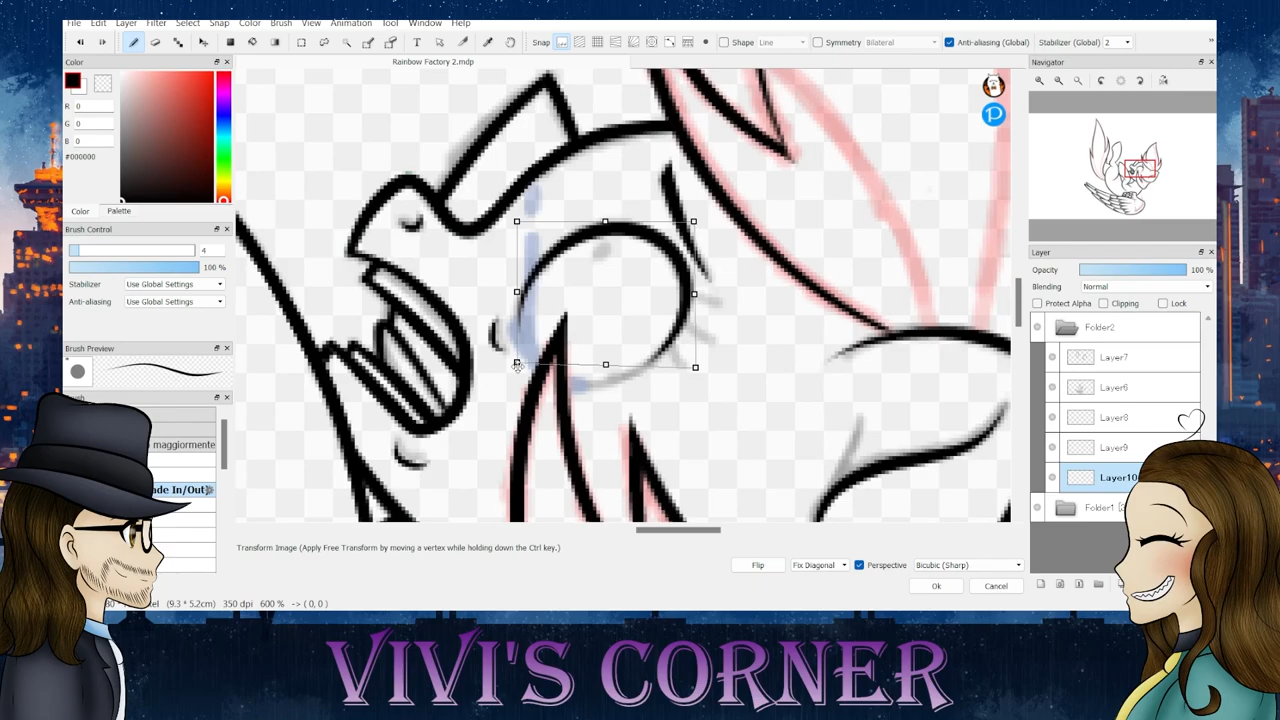 File Edit Layer Filter Select Snap Color Brush View Animation Tool Window Help
Snap Shape Line Symmetry Bilateral Anti-aliasing (Global) Stabilizer (Global) 2
Color
Rainbow Factory 2.mdp
Navigator
R 0
G 0
B 0
#000000
Color Palette
Brush Control
4
100 %
Stabilizer Use Global Settings
Anti-aliasing Use Global Settings
Brush Preview
maggiormente
ade In/Out
Layer
Opacity 100 %
Blending Normal
Protect Alpha Clipping Lock
Folder2
Layer7
Layer6
Layer8
Layer9
Layer10
Folder1
Transform Image (Apply Free Transform by moving a vertex while holding down the Ctrl key.)
Flip Fix Diagonal Perspective Bicubic (Sharp)
Ok Cancel
(9.3 * 5.2cm) 350 dpi 600 % -> ( 0, 0 )
VIVI'S CORNER